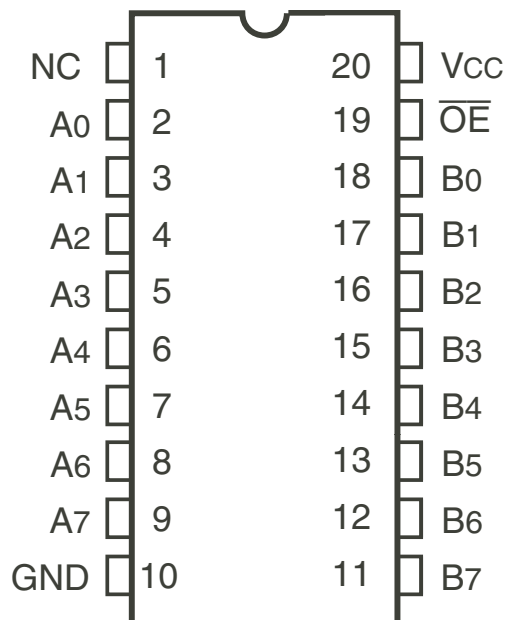 NC 1 20 VCC
A0 2 19 O̅E̅
A1 3 18 B0
A2 4 17 B1
A3 5 16 B2
A4 6 15 B3
A5 7 14 B4
A6 8 13 B5
A7 9 12 B6
GND 10 11 B7